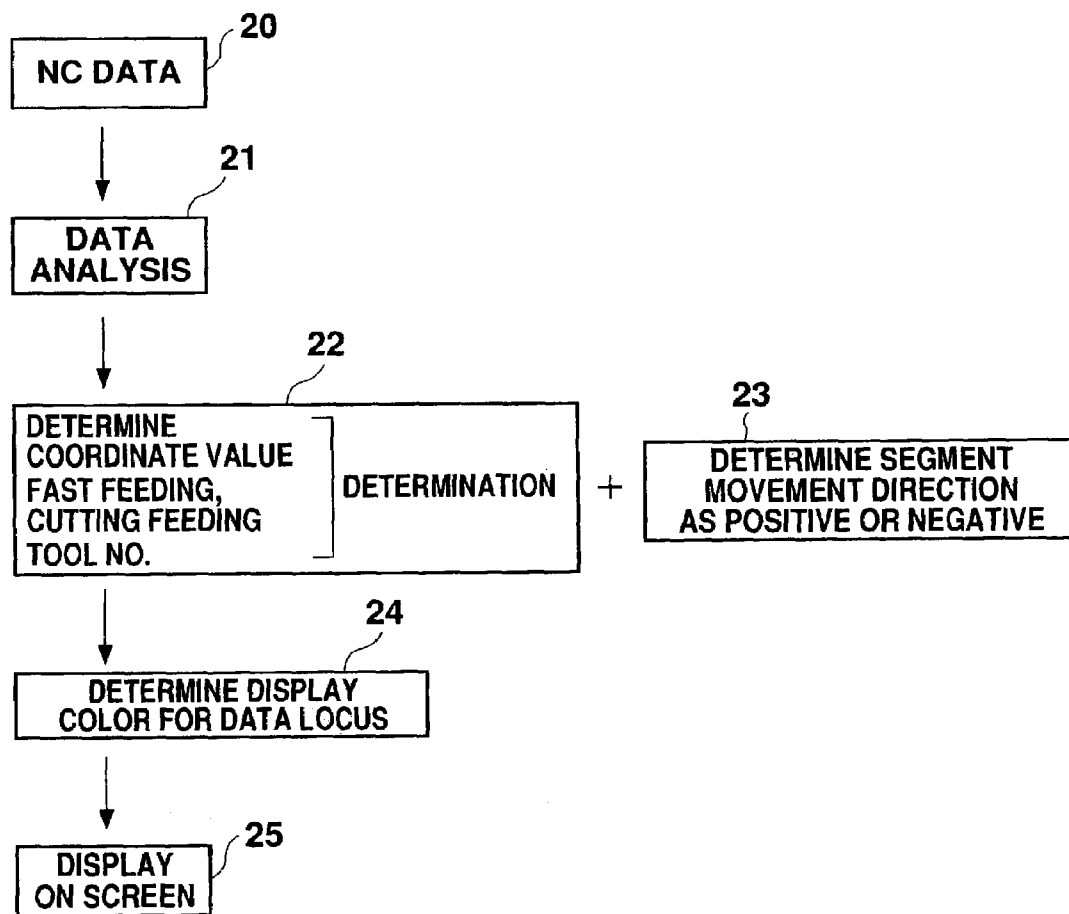 20
NC DATA
21
DATA
ANALYSIS
22
DETERMINE
COORDINATE VALUE
FAST FEEDING,
CUTTING FEEDING
TOOL NO.
DETERMINATION
+
23
DETERMINE SEGMENT
MOVEMENT DIRECTION
AS POSITIVE OR NEGATIVE
24
DETERMINE DISPLAY
COLOR FOR DATA LOCUS
25
DISPLAY
ON SCREEN